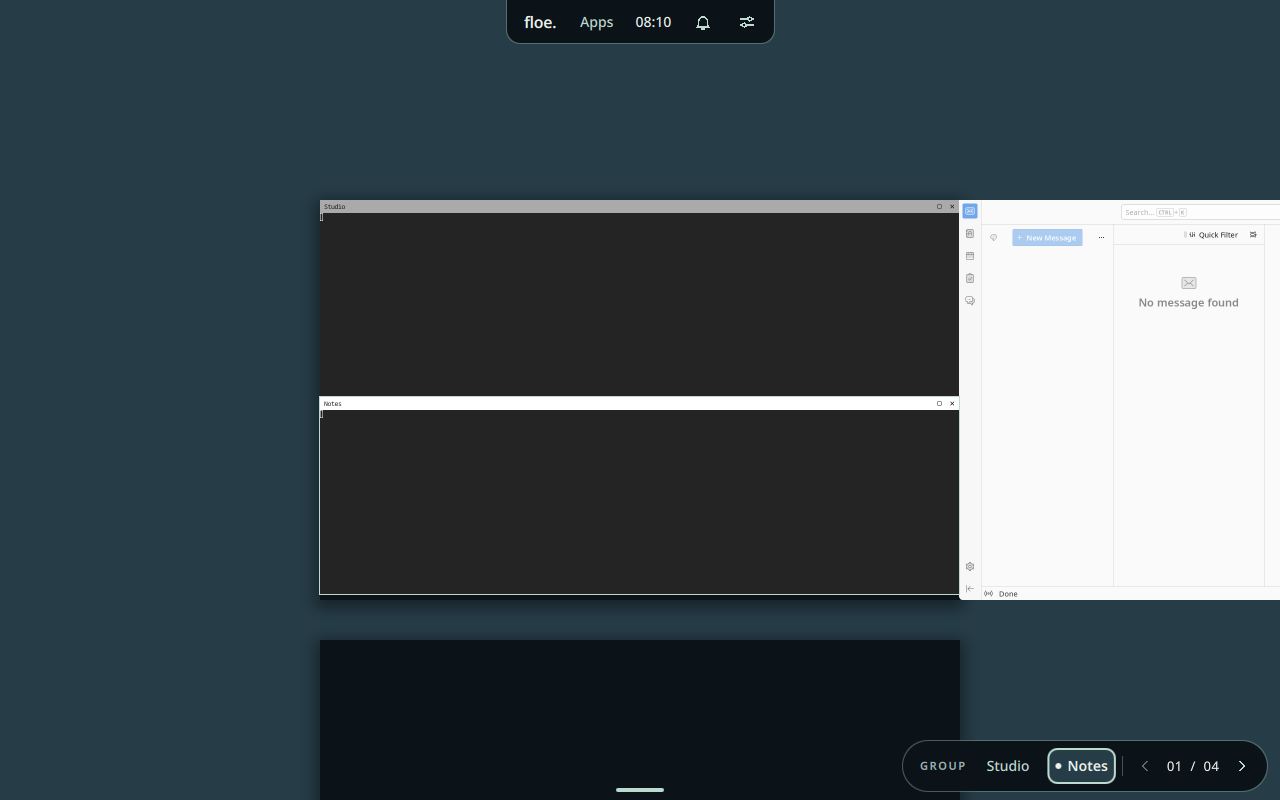 floe. Apps 08:10
Studio
Notes
Search... CTRL + K
+ New Message
Quick Filter
No message found
Done
GROUP Studio Notes 01 / 04